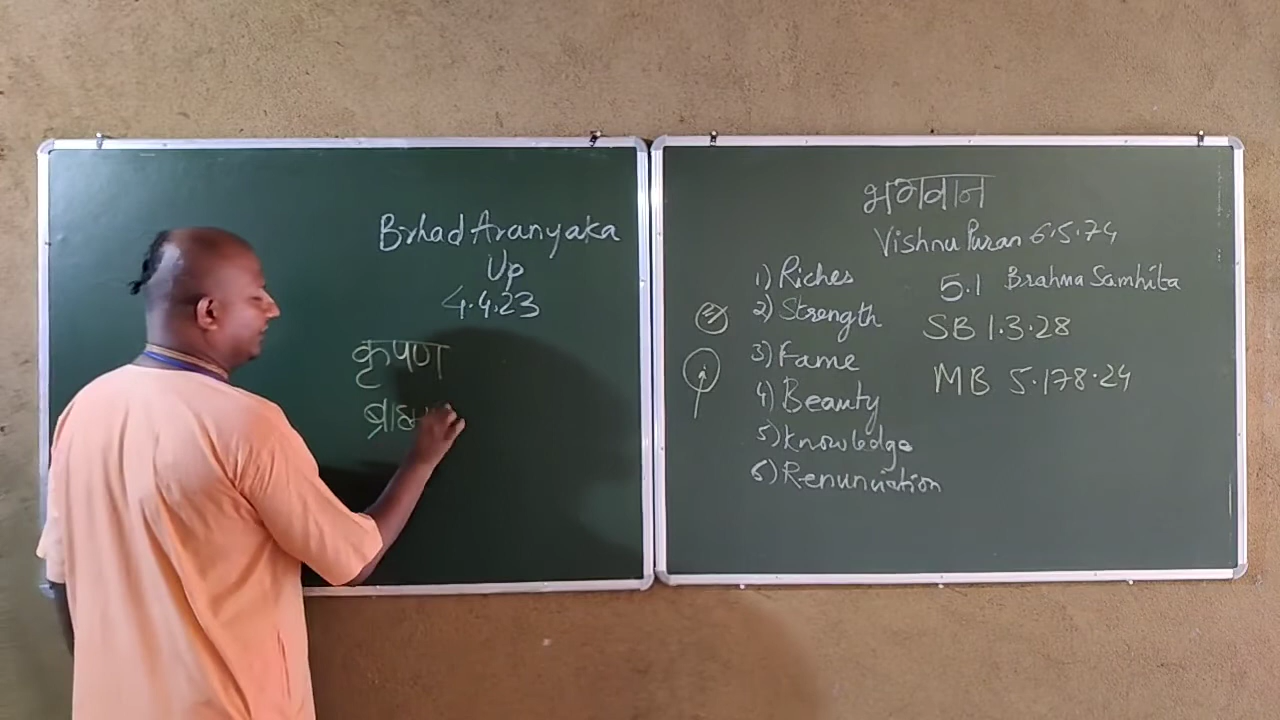 Brhad Aranyaka
Up
4.4.23
कृपण
ब्राह्म
भगवान
Vishnu Puran 6.5.74
1) Riches
2) Strength
3) Fame
4) Beauty
5) Knowledge
6) Renunciation
5.1 Brahma Samhita
SB 1.3.28
MB 5.178.24